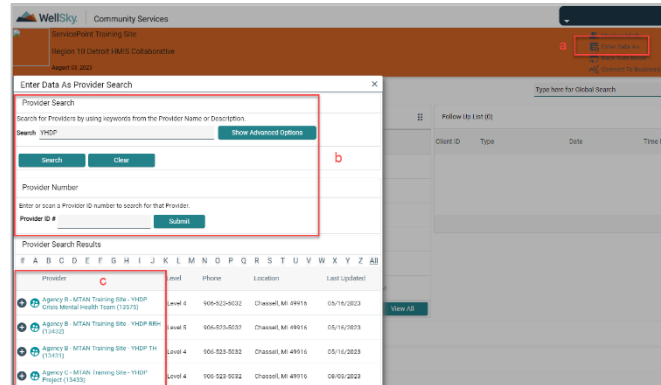 WellSky. Community Services
ServicePoint Training Site
Region 10 Detroit HMIS Collaborative
August 03, 2023
a
Enter Data As
Type here for Global Search
Enter Data As Provider Search
Provider Search
Search for Providers by using keywords from the Provider Name or Description.
Search YHDP Show Advanced Options
Search Clear
b
Provider Number
Enter or scan a Provider ID number to search for that Provider.
Provider ID # Submit
Provider Search Results
# A B C D E F G H I J K L M N O P Q R S T U V W X Y Z All
Provider Level Phone Location Last Updated
c
Agency B - MTAN Training Site - YHDP
Crisis Mental Health Team (13575) Level 4 906-523-5032 Chassell, MI 49916 05/16/2023
Agency B - MTAN Training Site - YHDP RRH
(13432) Level 5 906-523-5032 Chassell, MI 49916 05/16/2023
Agency B - MTAN Training Site - YHDP TH
(13431) Level 4 906-523-5032 Chassell, MI 49916 05/16/2023
Agency C - MTAN Training Site - YHDP
Project (13433) Level 4 906-523-5032 Chassell, MI 49916 08/03/2023
Follow Up List (0)
Client ID Type Date Time
View All